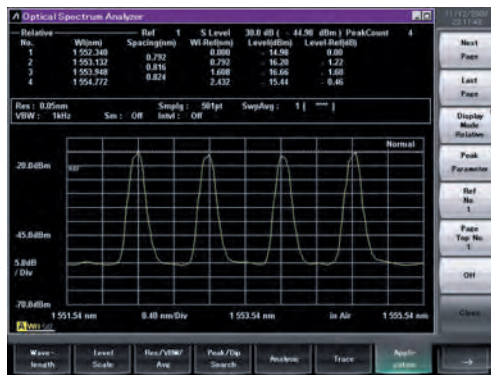 Optical Spectrum Analyzer
Relative Ref 1 S Level 30.0 dB ( - 44.98 dBm ) PeakCount 4
No. Wl(nm) Spacing(nm) Wl-Ref(nm) Level(dBm) Level-Ref(dB)
1 1 552.340 0.000 - 14.98 0.00
0.792
2 1 553.132 0.792 - 16.20 - 1.22
0.816
3 1 553.948 1.608 - 16.66 - 1.68
0.824
4 1 554.772 2.432 - 15.44 - 0.46
Res : 0.05nm Smplg : 501pt SwpAvg : 1 [ ]
VBW : 1kHz Sm : Off Intvl : Off
Normal
-20.0dBm
REF
-45.0dBm
5.0dB
/ Div
-70.0dBm
1 551.54 nm 0.40 nm/Div 1 553.54 nm in Air 1 555.54 nm
Next
Page
Last
Page
Display
Mode
Relative
Peak
Parameter
Ref
No
1
Page
Top No.
1
Off
Close
Wave-
length
Level
Scale
Res/VBW/
Avg
Peak/Dip
Search
Analysis
Trace
Appli-
cation
→